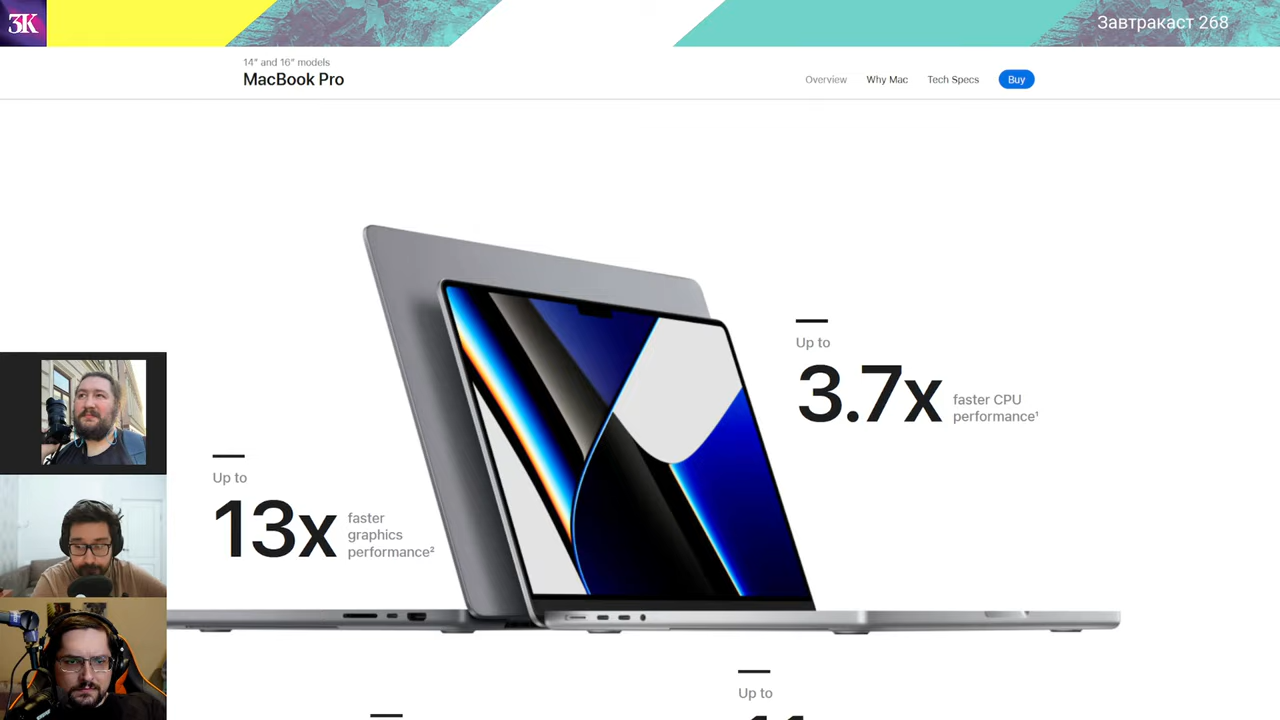 3K
Завтракаст 268
14" and 16" models
MacBook Pro
Overview
Why Mac
Tech Specs
Buy
Up to
3.7x
faster CPU
performance¹
Up to
13x
faster
graphics
performance²
Up to